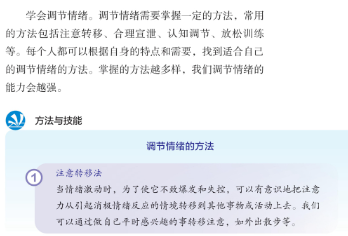 学会调节情绪。调节情绪需要掌握一定的方法，常用
的方法包括注意转移、合理宣泄、认知调节、放松训练
等。每个人都可以根据自身的特点和需要，找到适合自己
的调节情绪的方法。掌握的方法越多样，我们调节情绪的
能力会越强。
方法与技能
调节情绪的方法
1 注意转移法
当情绪激动时，为了使它不致爆发和失控，可以有意识地把注意
力从引起消极情绪反应的情境转移到其他事物或活动上去。我们
可以通过做自己平时感兴趣的事转移注意，如外出散步等。